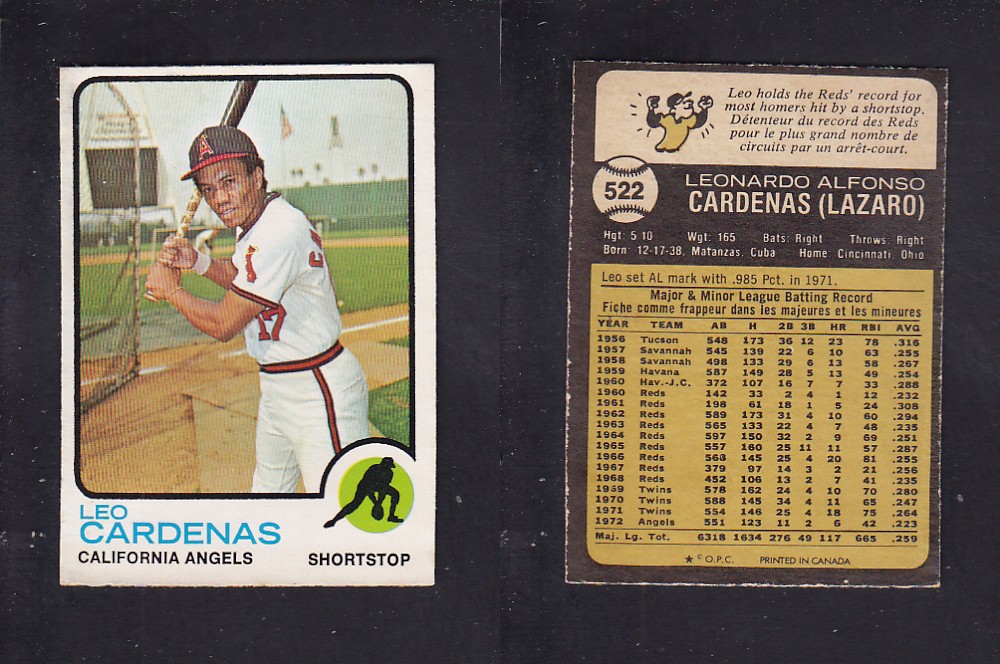 A
17
LEO
CARDENAS
CALIFORNIA ANGELS
SHORTSTOP
Leo holds the Reds' record for
most homers hit by a shortstop.
Détenteur du record des Reds
pour le plus grand nombre de
circuits par un arrêt-court.
522
LEONARDO ALFONSO
CARDENAS (LAZARO)
Hgt: 5 10 Wgt: 165 Bats: Right Throws: Right
Born: 12-17-38, Matanzas, Cuba Home: Cincinnati, Ohio
Leo set AL mark with .985 Pct. in 1971.
Major & Minor League Batting Record
Fiche comme frappeur dans les majeures et les mineures
YEAR TEAM AB H 2B 3B HR RBI AVG
1956 Tucson 548 173 36 12 23 78 .316
1957 Savannah 545 139 22 6 10 63 .255
1958 Savannah 498 133 29 6 13 58 .267
1959 Havana 587 149 28 5 13 49 .254
1960 Hav.-J.C. 372 107 16 7 7 33 .288
1960 Reds 142 33 2 4 1 12 .232
1961 Reds 198 61 18 1 5 24 .308
1962 Reds 589 173 31 4 10 60 .294
1963 Reds 565 133 22 4 7 48 .235
1964 Reds 597 150 32 2 9 69 .251
1965 Reds 557 160 25 11 11 57 .287
1966 Reds 568 145 25 4 20 81 .255
1967 Reds 379 97 14 3 2 21 .256
1968 Reds 452 106 13 2 7 41 .235
1969 Twins 578 162 24 4 10 70 .280
1970 Twins 588 145 34 4 11 65 .247
1971 Twins 554 146 25 4 18 75 .264
1972 Angels 551 123 11 2 6 42 .223
Maj. Lg. Tot. 6318 1634 276 49 117 665 .259
★ © O.P.C. PRINTED IN CANADA